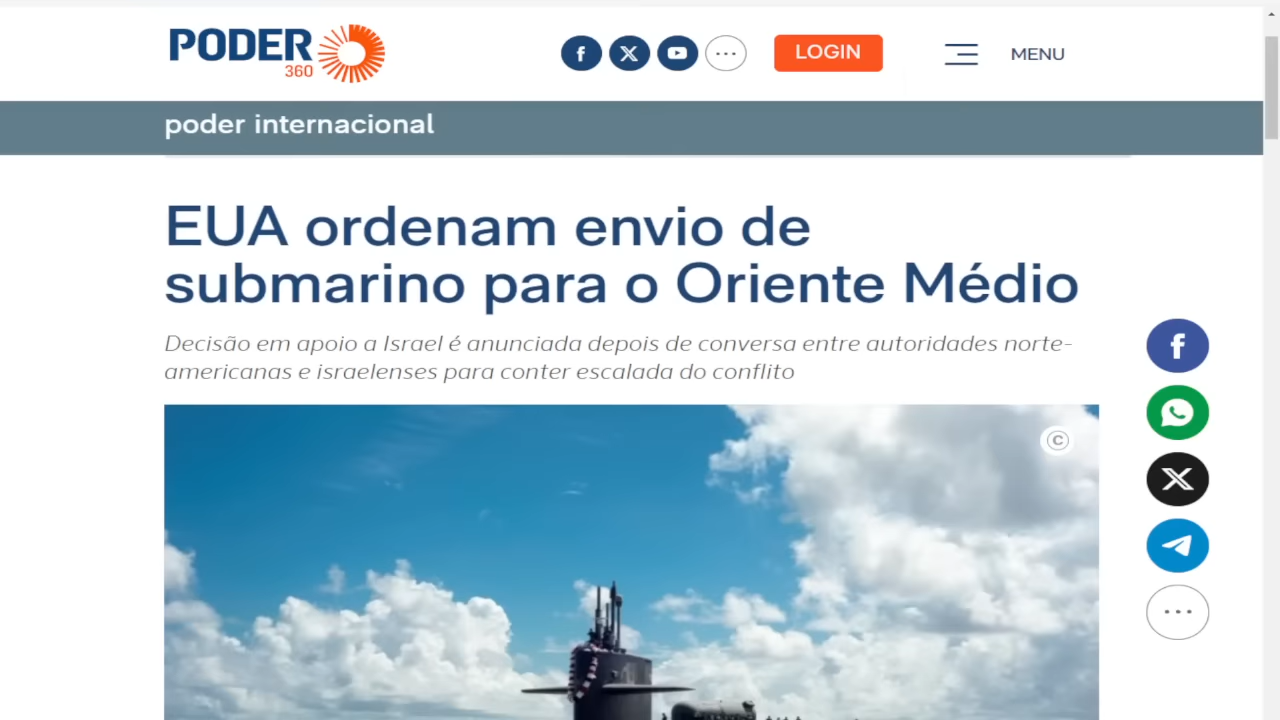 PODER
360
LOGIN
MENU
poder internacional
EUA ordenam envio de
submarino para o Oriente Médio
Decisão em apoio a Israel é anunciada depois de conversa entre autoridades norte-
americanas e israelenses para conter escalada do conflito
©